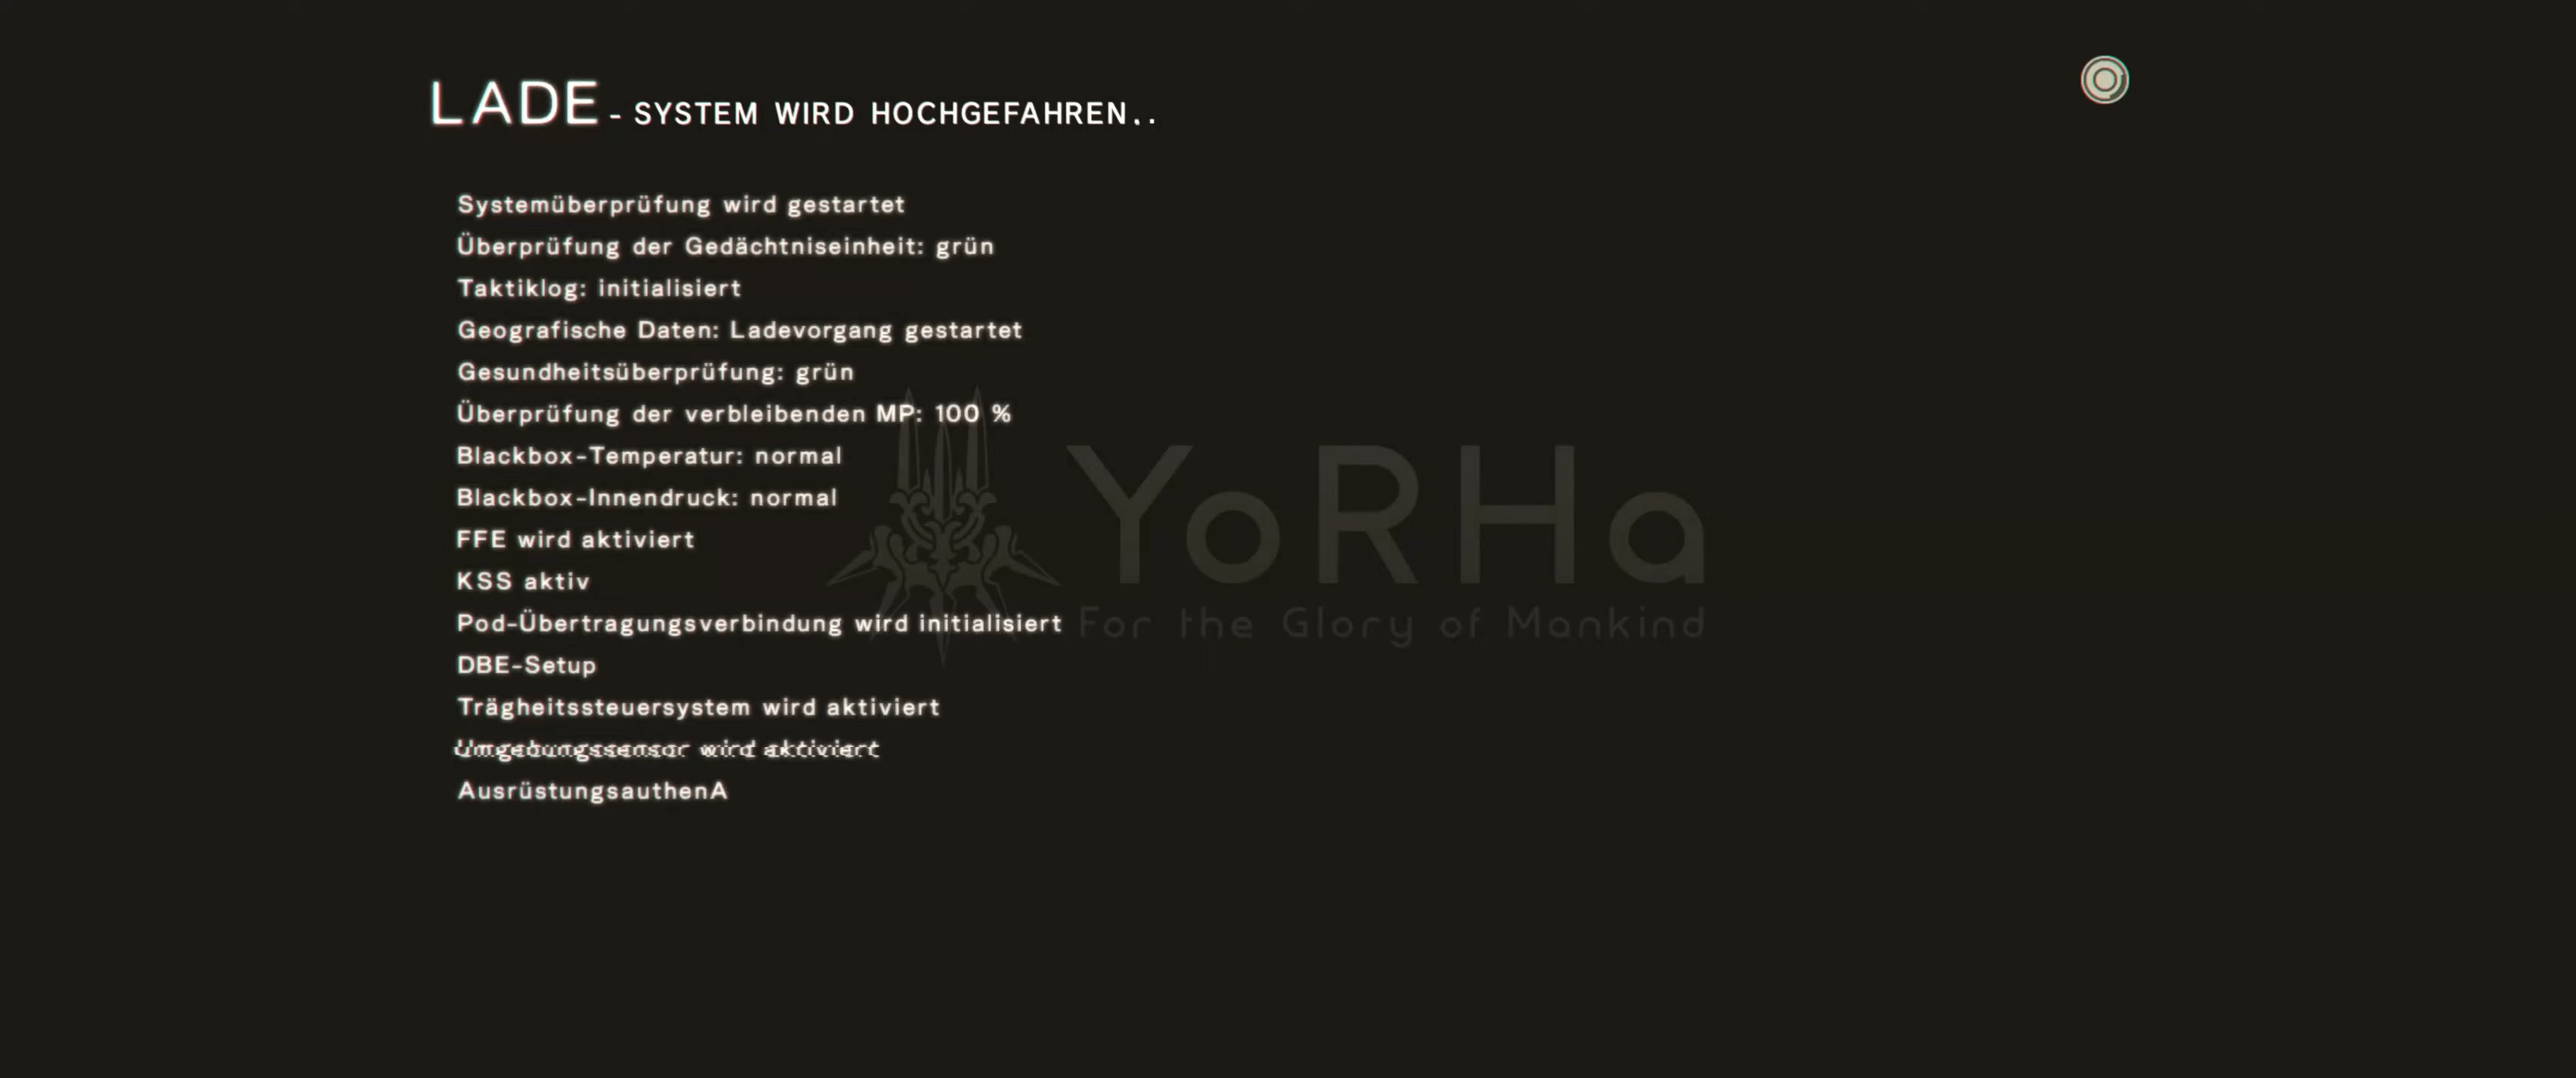 LADE - SYSTEM WIRD HOCHGEFAHREN..
Systemüberprüfung wird gestartet
Überprüfung der Gedächtniseinheit: grün
Taktiklog: initialisiert
Geografische Daten: Ladevorgang gestartet
Gesundheitsüberprüfung: grün
Überprüfung der verbleibenden MP: 100 %
Blackbox-Temperatur: normal
Blackbox-Innendruck: normal
FFE wird aktiviert
KSS aktiv
Pod-Übertragungsverbindung wird initialisiert
DBE-Setup
Trägheitssteuersystem wird aktiviert
Umgebungssensor wird aktiviert
AusrüstungsauthenA
YoRHa
For the Glory of Mankind